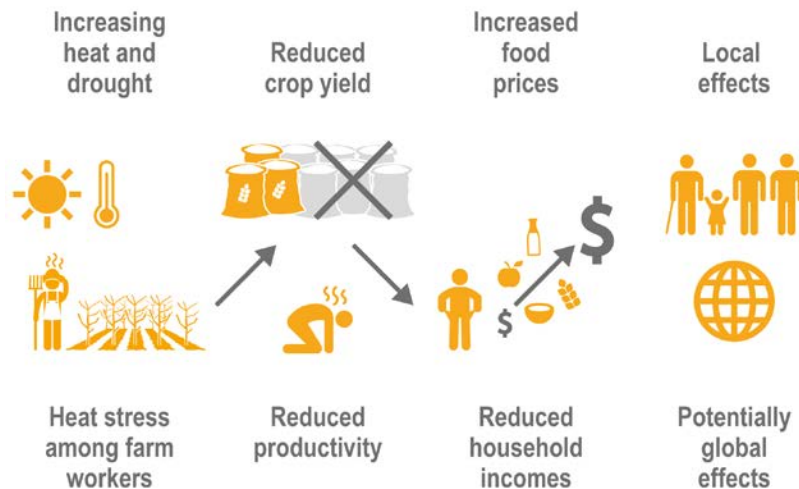 Increasing
heat and
drought
Reduced
crop yield
Increased
food
prices
Local
effects
$
$
Heat stress
among farm
workers
Reduced
productivity
Reduced
household
incomes
Potentially
global
effects